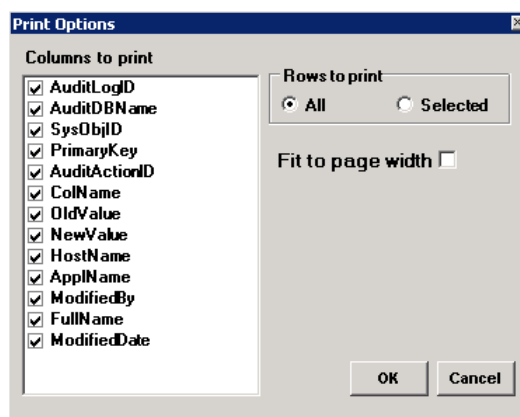 Print Options
Columns to print
AuditLogID
AuditDBName
SysObjID
PrimaryKey
AuditActionID
ColName
OldValue
NewValue
HostName
ApplName
ModifiedBy
FullName
ModifiedDate
Rows to print
All Selected
Fit to page width
OK Cancel